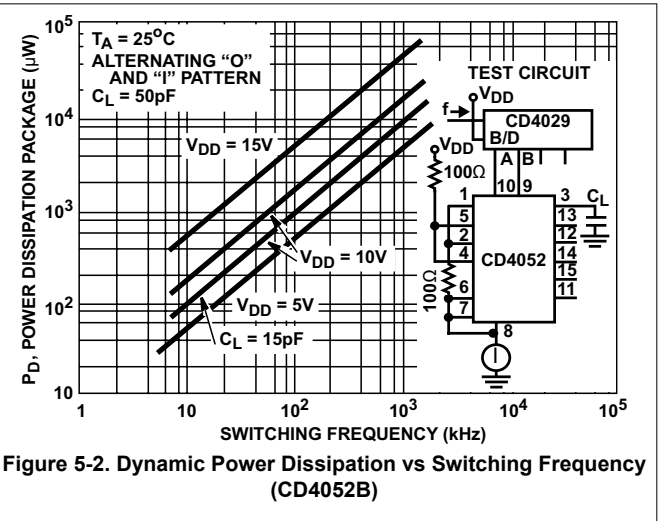 10⁵
10⁴
10³
10²
10
P_D, POWER DISSIPATION PACKAGE (µW)
T_A = 25°C
ALTERNATING “O”
AND “I” PATTERN
C_L = 50pF
V_DD = 15V
V_DD = 10V
V_DD = 5V
C_L = 15pF
TEST CIRCUIT
V_DD
f
CD4029
B/D
A B
V_DD
100Ω
10 9
1
5
2
4
6
7
8
3
13
12
14
15
11
C_L
CD4052
100Ω
I
1 10 10² 10³ 10⁴ 10⁵
SWITCHING FREQUENCY (kHz)
Figure 5-2. Dynamic Power Dissipation vs Switching Frequency
(CD4052B)